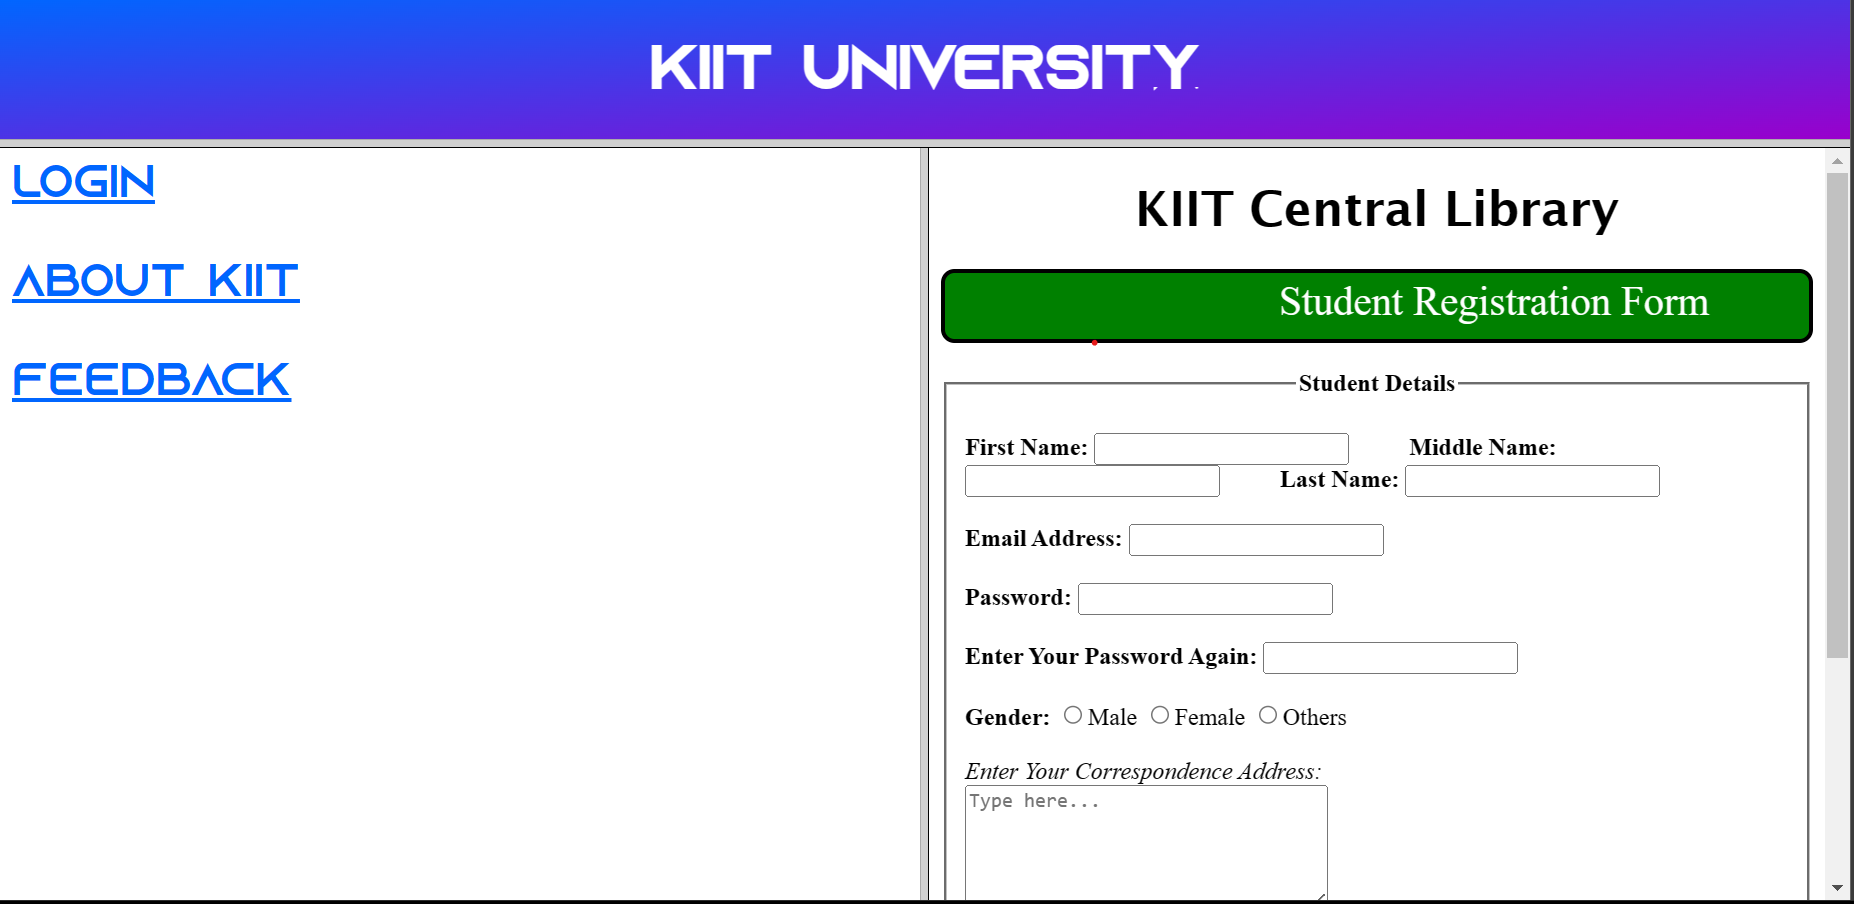 KIIT UNIVERSITY
LOGIN
ABOUT KIIT
FEEDBACK
KIIT Central Library
Student Registration Form
Student Details
First Name: Middle Name:
Last Name:
Email Address:
Password:
Enter Your Password Again:
Gender: Male Female Others
Enter Your Correspondence Address:
Type here...